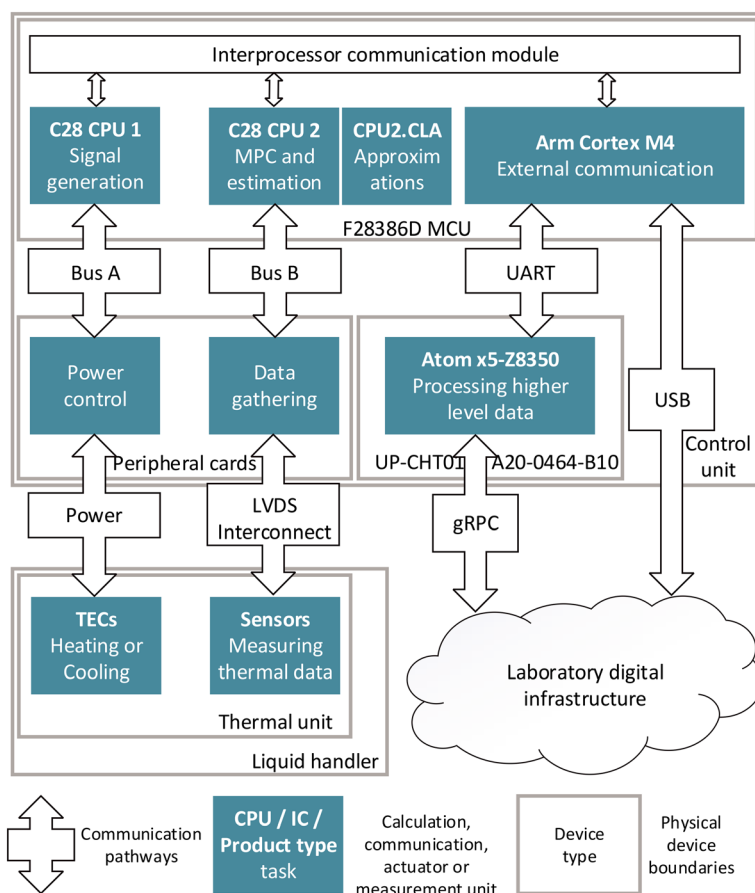 Interprocessor communication module
C28 CPU 1
Signal
generation
C28 CPU 2
MPC and
estimation
CPU2.CLA
Approxim
ations
Arm Cortex M4
External communication
F28386D MCU
Bus A
Bus B
UART
Power
control
Data
gathering
Atom x5-Z8350
Processing higher
level data
USB
Peripheral cards
UP-CHT01
A20-0464-B10
Control
unit
Power
LVDS
Interconnect
gRPC
TECs
Heating or
Cooling
Sensors
Measuring
thermal data
Thermal unit
Liquid handler
Laboratory digital
infrastructure
Communication
pathways
CPU / IC /
Product type
task
Calculation,
communication,
actuator or
measurement unit
Device
type
Physical
device
boundaries